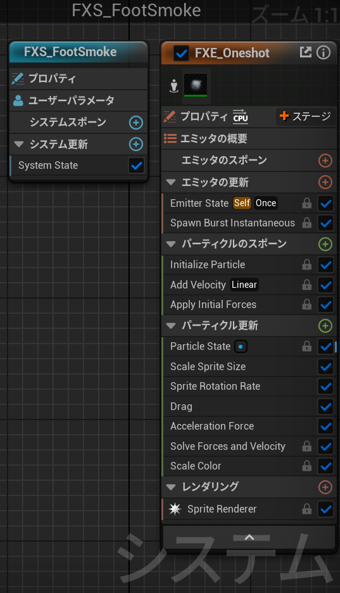 FXS_FootSmoke
ズーム 1:1
FXS_FootSmoke
プロパティ
ユーザーパラメータ
システムスポーン
システム更新
System State
FXE_Oneshot
プロパティ CPU ステージ
エミッタの概要
エミッタのスポーン
エミッタの更新
Emitter State Self Once
Spawn Burst Instantaneous
パーティクルのスポーン
Initialize Particle
Add Velocity Linear
Apply Initial Forces
パーティクル更新
Particle State
Scale Sprite Size
Sprite Rotation Rate
Drag
Acceleration Force
Solve Forces and Velocity
Scale Color
レンダリング
Sprite Renderer
システム